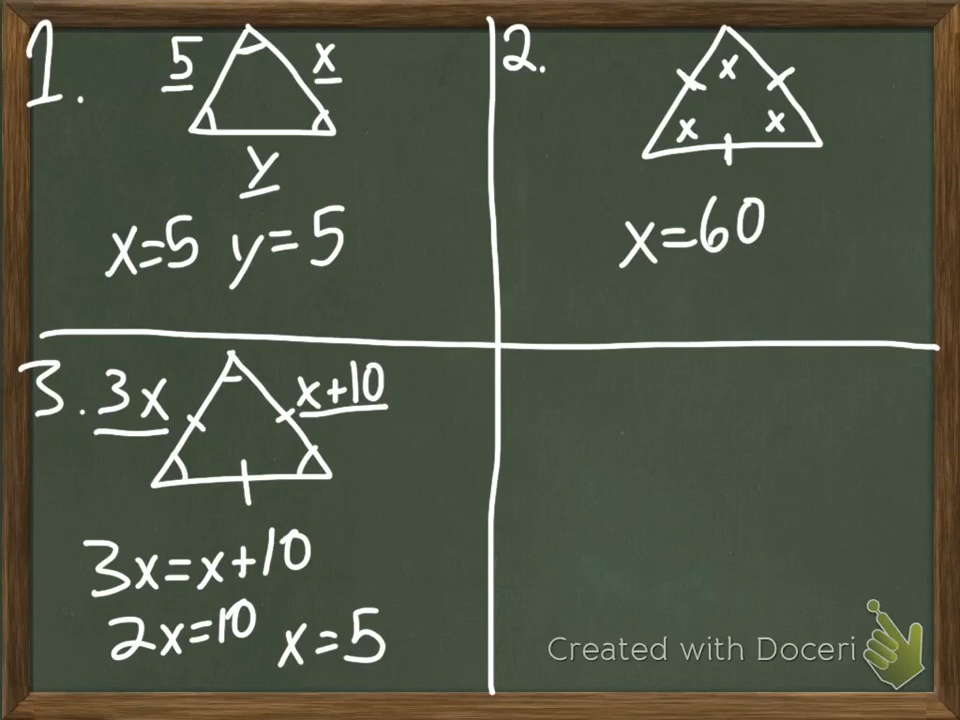 1.
5 x
y
x=5 y=5
2.
x
x x
x=60
3. 3x x+10
3x=x+10
2x=10 x=5
Created with Doceri